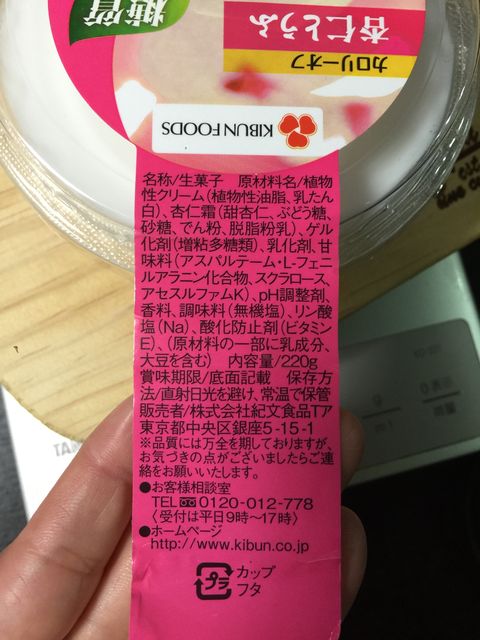 糖質
杏仁とうふ
カロリーオフ
KIBUN FOODS
名称/生菓子 原材料名/植物
性クリーム(植物性油脂、乳たん
白)、杏仁霜(甜杏仁、ぶどう糖、
砂糖、でん粉、脱脂粉乳)、ゲル
化剤(増粘多糖類)、乳化剤、甘
味料(アスパルテーム・L-フェニ
ルアラニン化合物、スクラロース、
アセスルファムK)、pH調整剤、
香料、調味料(無機塩)、リン酸
塩(Na)、酸化防止剤(ビタミン
E)、(原材料の一部に乳成分、
大豆を含む) 内容量/220g
賞味期限/底面記載 保存方
法/直射日光を避け、常温で保管
販売者/株式会社紀文食品Tア
東京都中央区銀座5-15-1
※品質には万全を期しておりますが、
お気づきの点がございましたらご連
絡をお願いいたします。
●お客様相談室
TEL 0120-012-778
〈受付は平日9時〜17時〉
●ホームページ
http://www.kibun.co.jp
プラ
カップ
フタ